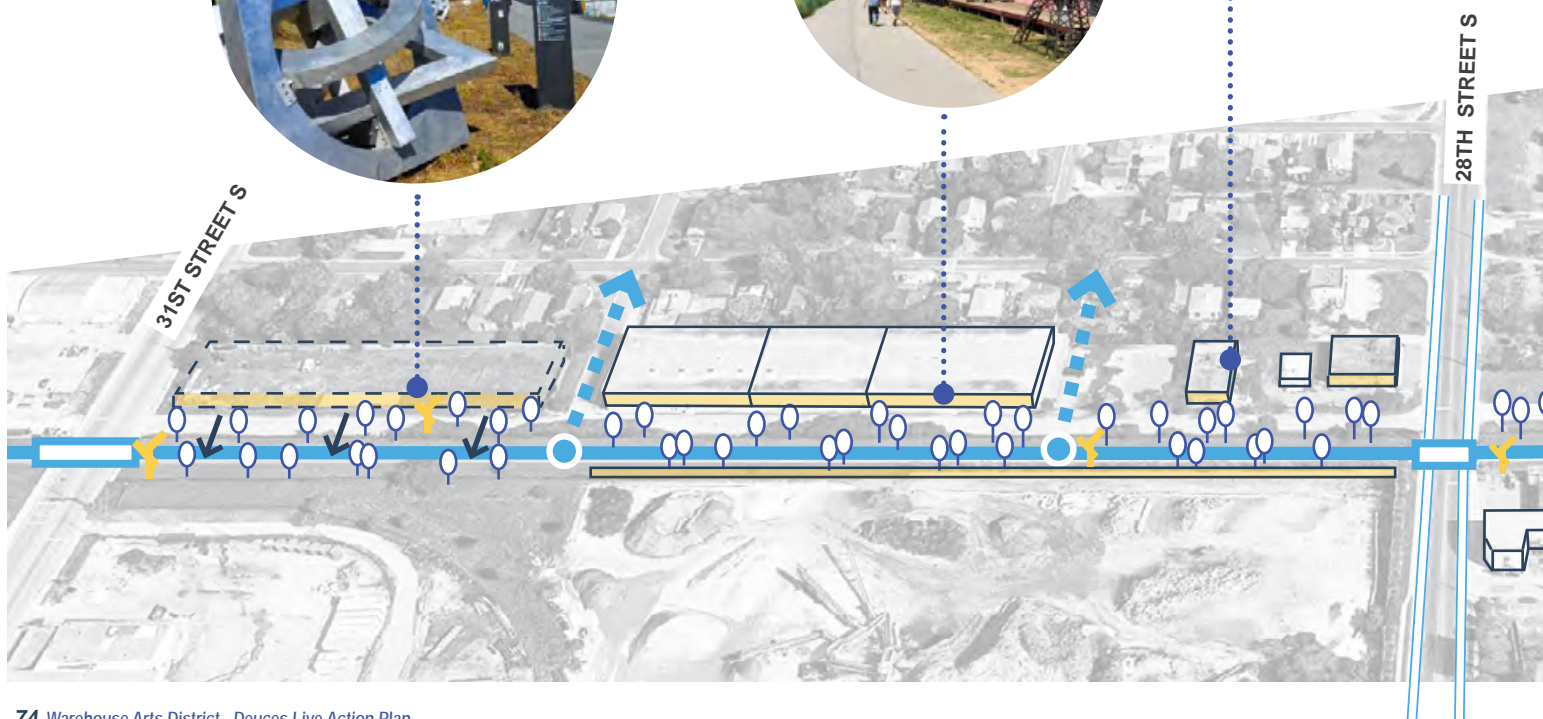 28TH STREET S
31ST STREET S
74 Warehouse Arts District - Deuces Live Action Plan